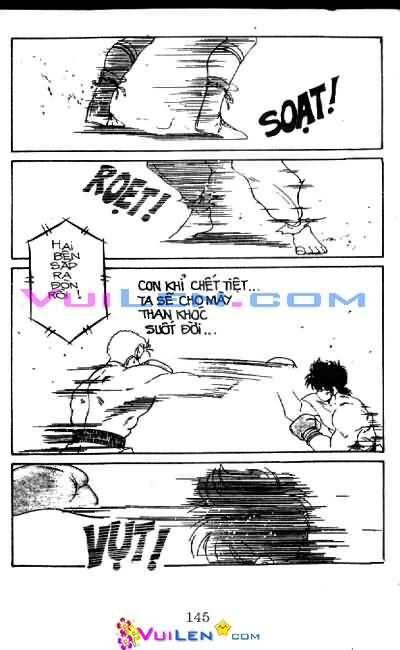 SOẠT!
ROẸT!
HAI
BÊN
SẮP
RA
ĐÒN
RỒI!
CON KHỈ CHẾT TIỆT...
TA SẼ CHO MÀY
THAN KHÓC
SUỐT ĐỜI...
VUILEN.COM
VỤT!
145
VUILEN.COM